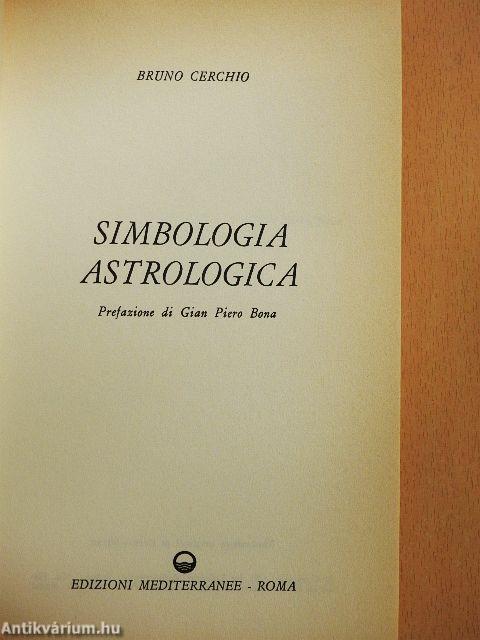 BRUNO CERCHIO
SIMBOLOGIA
ASTROLOGICA
Prefazione di Gian Piero Bona
EDIZIONI MEDITERRANEE - ROMA
Antikvárium.hu